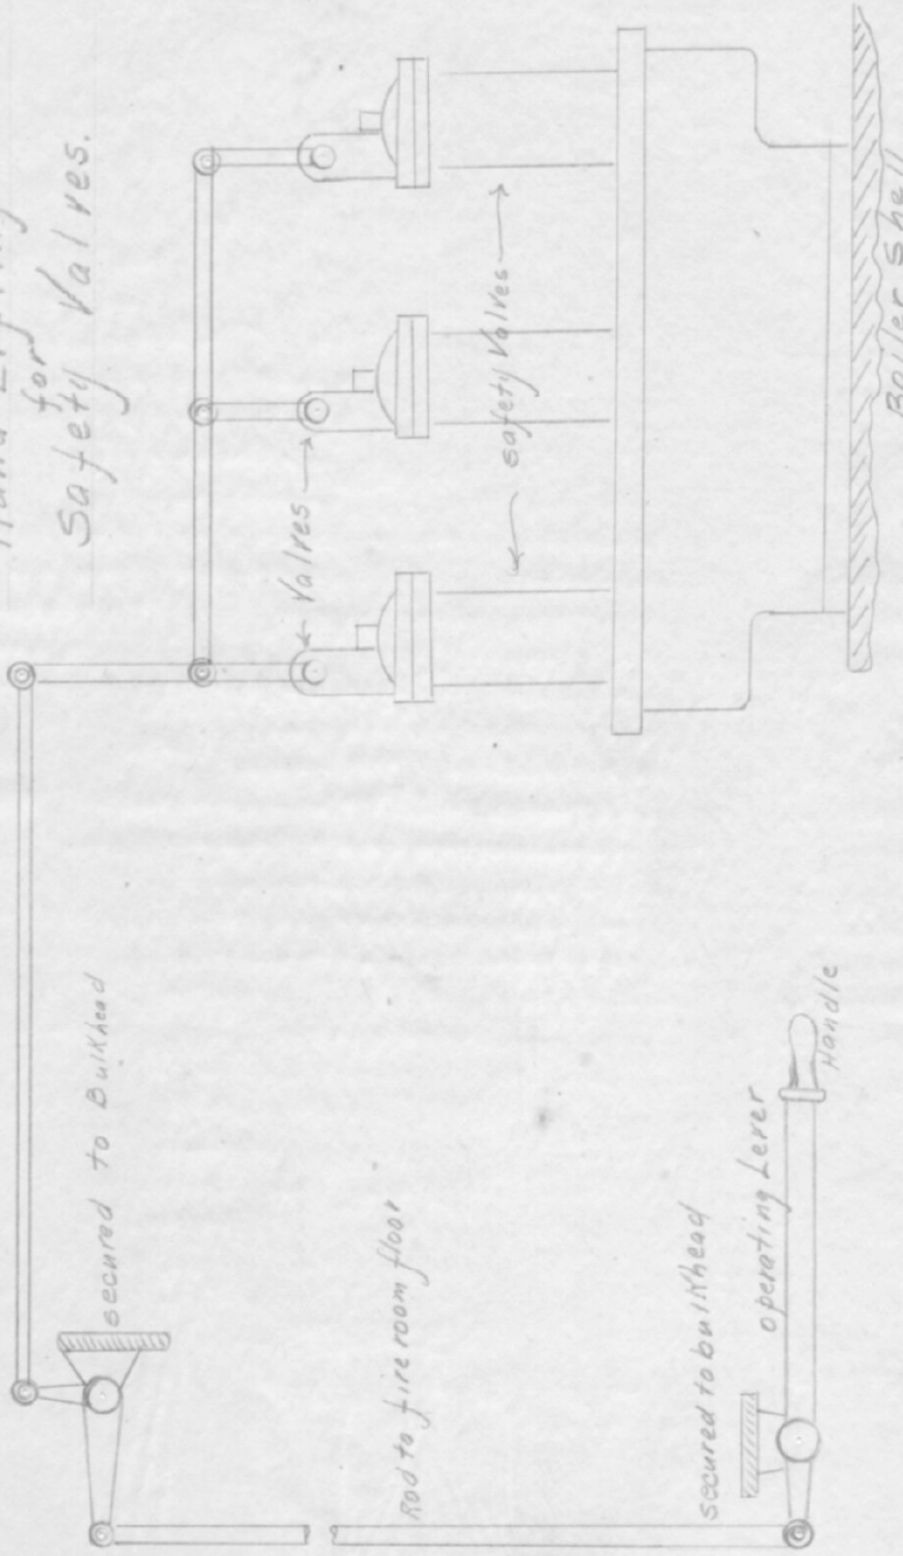 for
Safety Valves.
Valves
safety Valves
Boiler Shell
secured to Bulkhead
Rod to fire room floor
secured to bulkhead
operating Lever
Handle